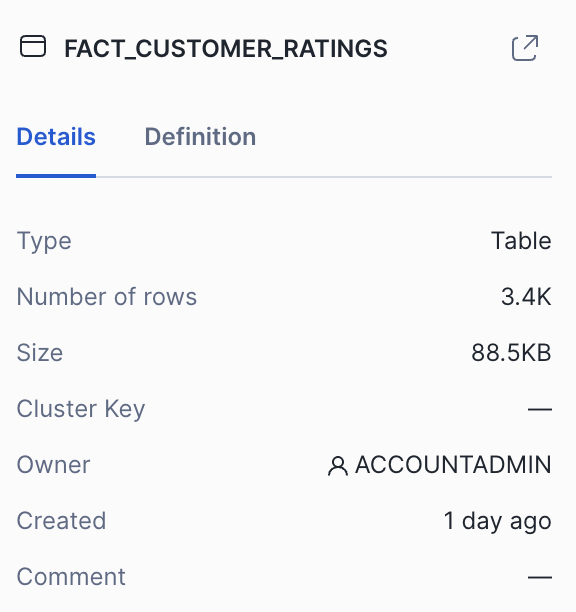 FACT_CUSTOMER_RATINGS
Details Definition
Type Table
Number of rows 3.4K
Size 88.5KB
Cluster Key —
Owner ACCOUNTADMIN
Created 1 day ago
Comment —